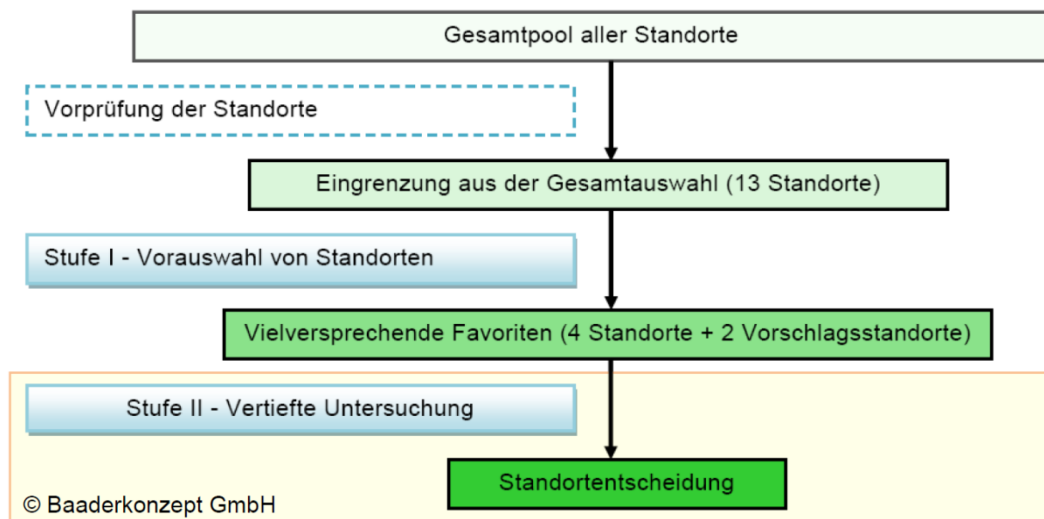 Gesamtpool aller Standorte
Vorprüfung der Standorte
Eingrenzung aus der Gesamtauswahl (13 Standorte)
Stufe I - Vorauswahl von Standorten
Vielversprechende Favoriten (4 Standorte + 2 Vorschlagsstandorte)
Stufe II - Vertiefte Untersuchung
Standortentscheidung
© Baaderkonzept GmbH